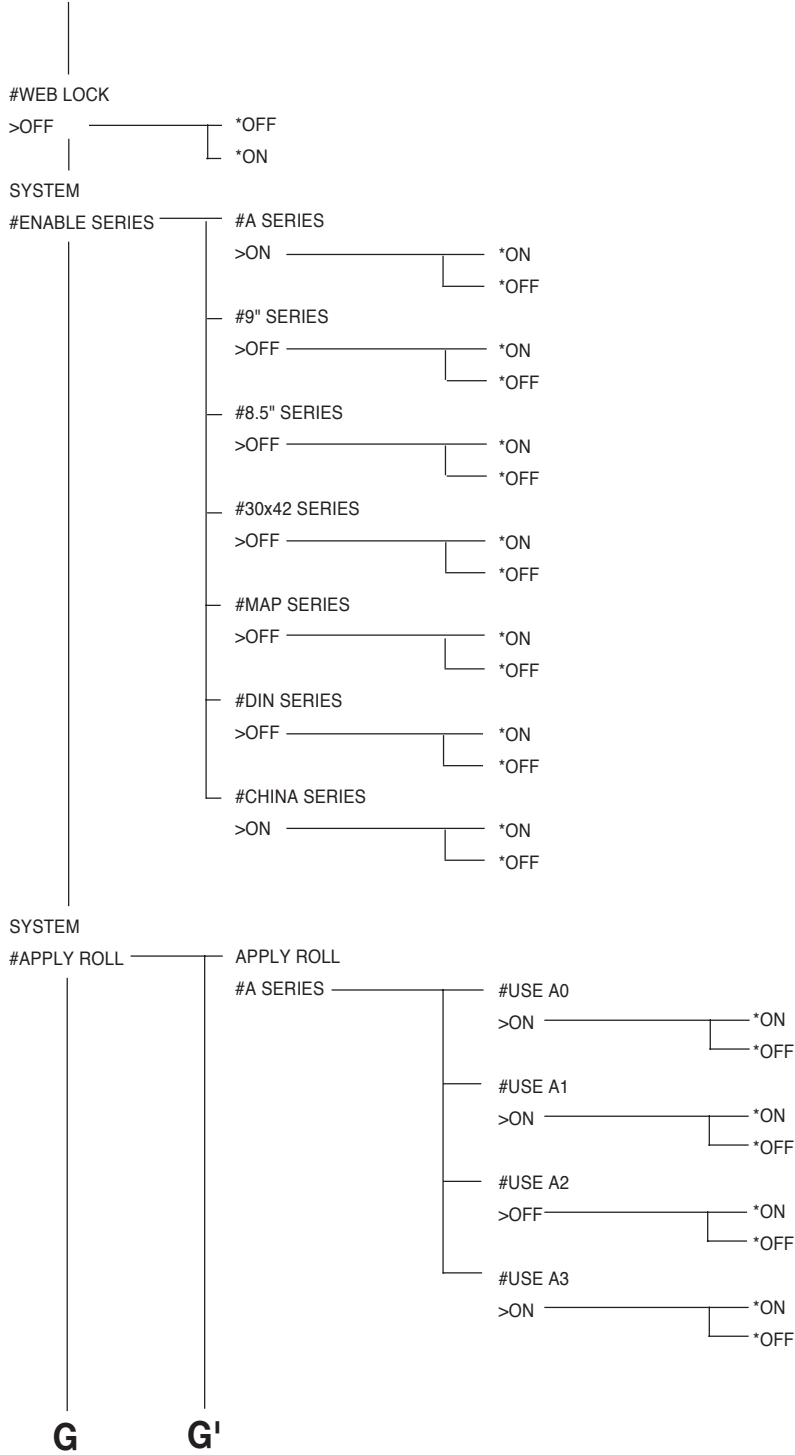 #WEB LOCK
>OFF *OFF
*ON
SYSTEM
#ENABLE SERIES #A SERIES
>ON *ON
*OFF
#9" SERIES
>OFF *ON
*OFF
#8.5" SERIES
>OFF *ON
*OFF
#30x42 SERIES
>OFF *ON
*OFF
#MAP SERIES
>OFF *ON
*OFF
#DIN SERIES
>OFF *ON
*OFF
#CHINA SERIES
>ON *ON
*OFF
SYSTEM
#APPLY ROLL APPLY ROLL
#A SERIES #USE A0
>ON *ON
*OFF
#USE A1
>ON *ON
*OFF
#USE A2
>OFF *ON
*OFF
#USE A3
>ON *ON
*OFF
G G'